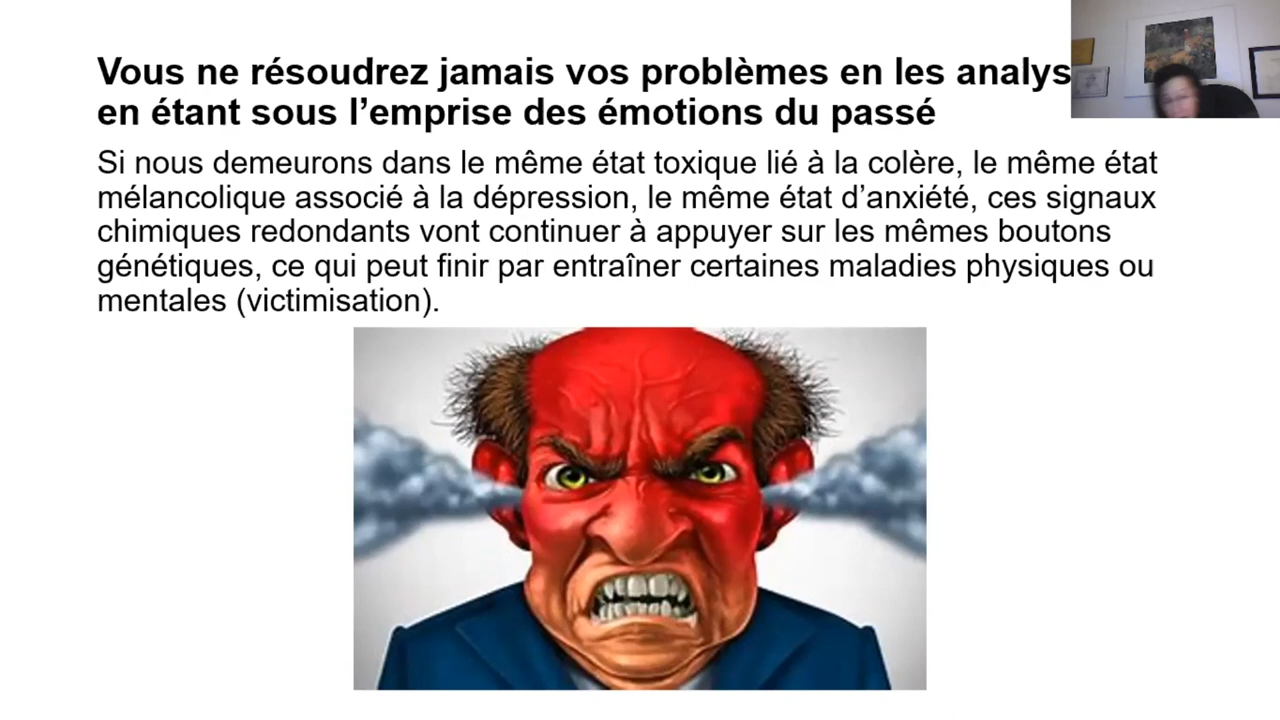 Vous ne résoudrez jamais vos problèmes en les analys
en étant sous l’emprise des émotions du passé
Si nous demeurons dans le même état toxique lié à la colère, le même état
mélancolique associé à la dépression, le même état d’anxiété, ces signaux
chimiques redondants vont continuer à appuyer sur les mêmes boutons
génétiques, ce qui peut finir par entraîner certaines maladies physiques ou
mentales (victimisation).